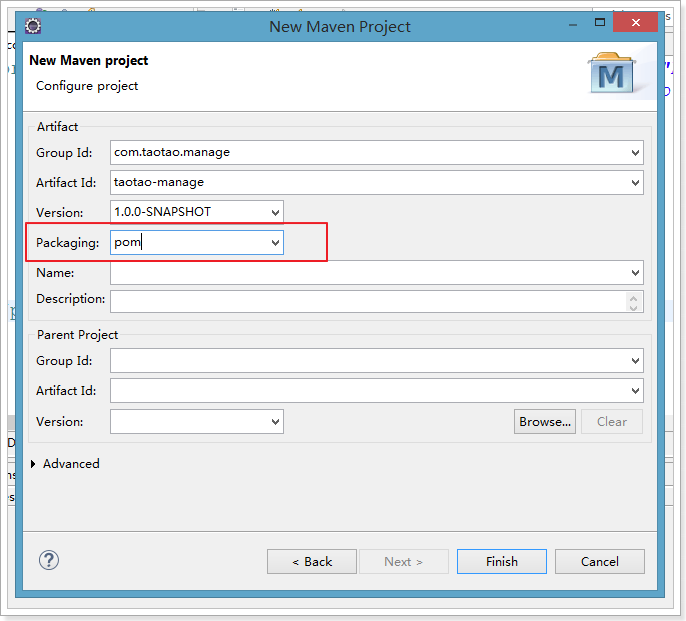 New Maven Project
New Maven project
Configure project
M
Artifact
Group Id: com.taotao.manage
Artifact Id: taotao-manage
Version: 1.0.0-SNAPSHOT
Packaging: pom
Name:
Description:
Parent Project
Group Id:
Artifact Id:
Version:
Browse... Clear
Advanced
< Back Next > Finish Cancel